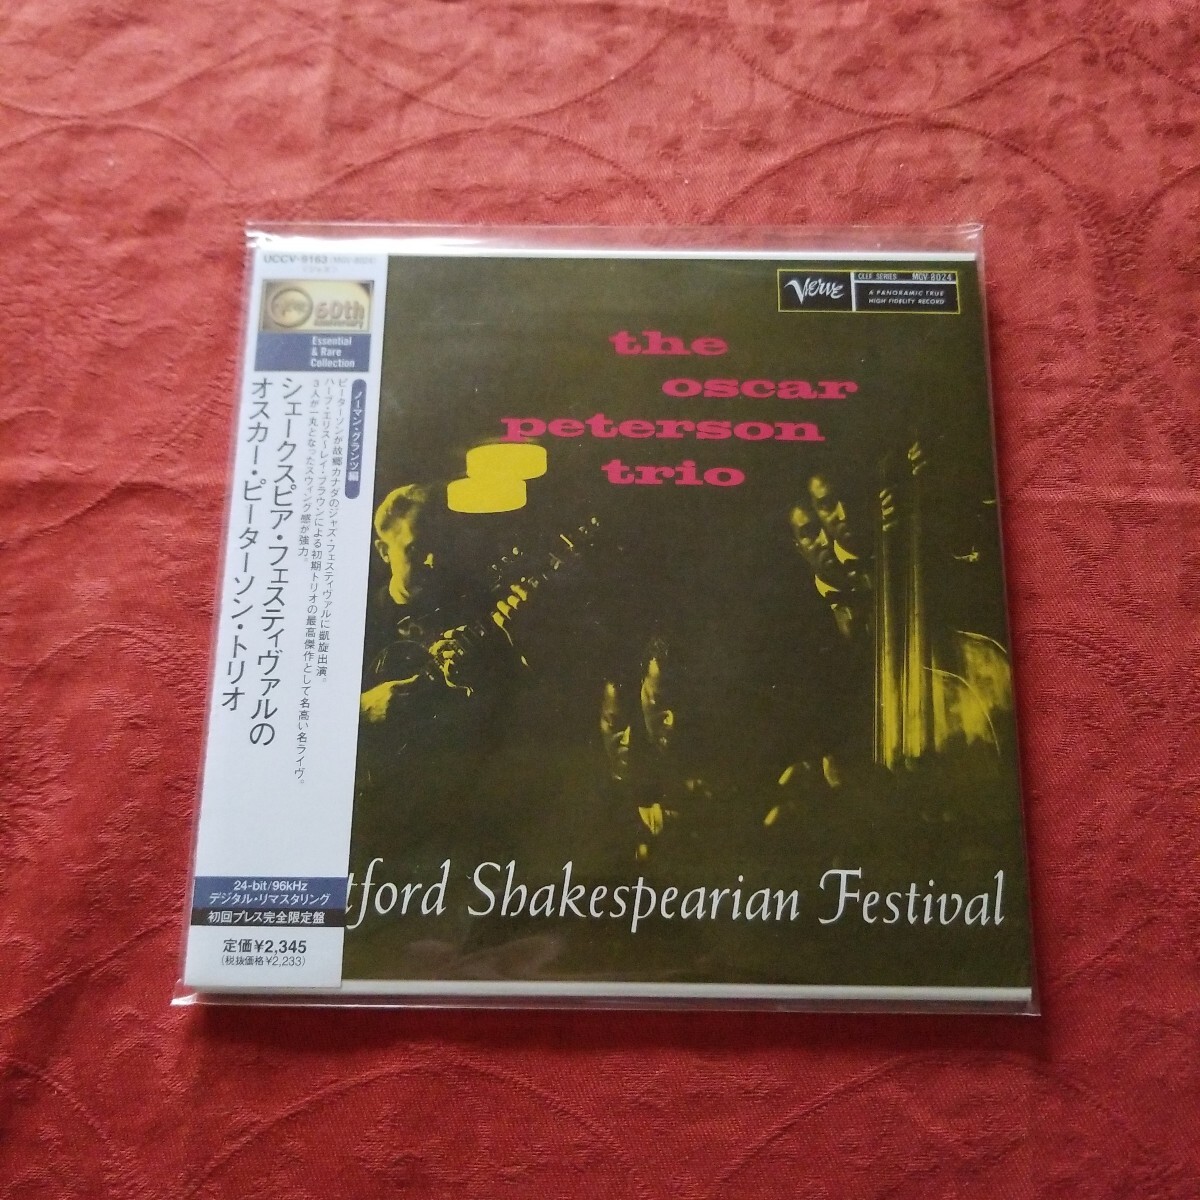 UCCV-9163 (MGV-8024)
60th
anniversary
Essential
& Rare
Collection
ノーマン・グランツ編
ピーターソンが故郷カナダのジャズ・フェスティヴァルに凱旋出演。
ハーブ・エリス〜レイ・ブラウンによる初期トリオの最高傑作として名高い名ライヴ。
3人が一丸となったスウィング感が強力。
シェークスピア・フェスティヴァルの
オスカー・ピーターソン・トリオ
24-bit/96kHz
デジタル・リマスタリング
初回プレス完全限定盤
定価¥2,345
(税抜価格¥2,233)
Verve
CLEF SERIES MGV-8024
A PANORAMIC TRUE
HIGH FIDELITY RECORD
the
oscar
peterson
trio
tford Shakespearian Festival